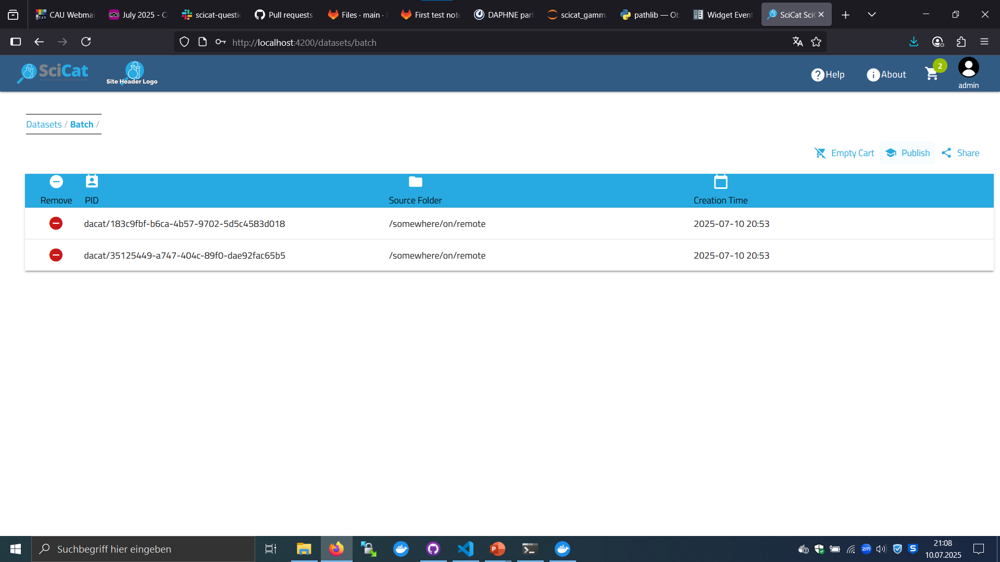 CAU Webmai
July 2025 - C
scicat-questi
Pull requests
Files · main ·
First test note
DAPHNE part
scicat_gamm
pathlib — Ob
Widget Event
SciCat Sci
http://localhost:4200/datasets/batch
SciCat
Site Header Logo
Help
About
2
admin
Datasets / Batch /
Empty Cart
Publish
Share
Remove
PID
Source Folder
Creation Time
dacat/183c9fbf-b6ca-4b57-9702-5d5c4583d018
/somewhere/on/remote
2025-07-10 20:53
dacat/35125449-a747-404c-89f0-dae92fac65b5
/somewhere/on/remote
2025-07-10 20:53
Suchbegriff hier eingeben
zm
S
21:08
10.07.2025